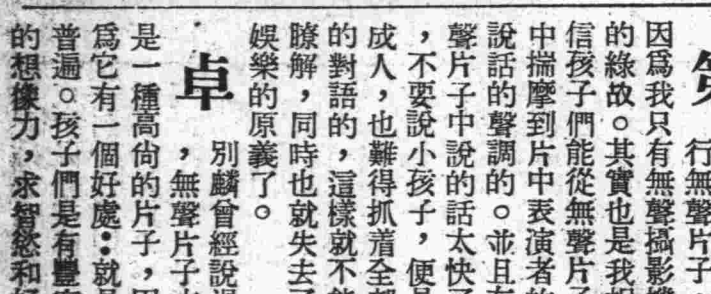 行無聲片子
因爲我只有無聲攝影機
的緣故。其實也是我相
信孩子們能從無聲片子
中揣摩到片中表演者的
說話的聲調的。並且有
聲片子中說的話太快了
，不要說小孩子，便是
成人，也難得抓着全部
的對語的，這樣就不能
瞭解，同時也就失去了
娛樂的原義了。
卓
別麟曾經說過
，無聲片子
是一種高尙的片子，因
爲它有一個好處：就是
普遍。孩子們是有豐
的想像力，求智慾和好